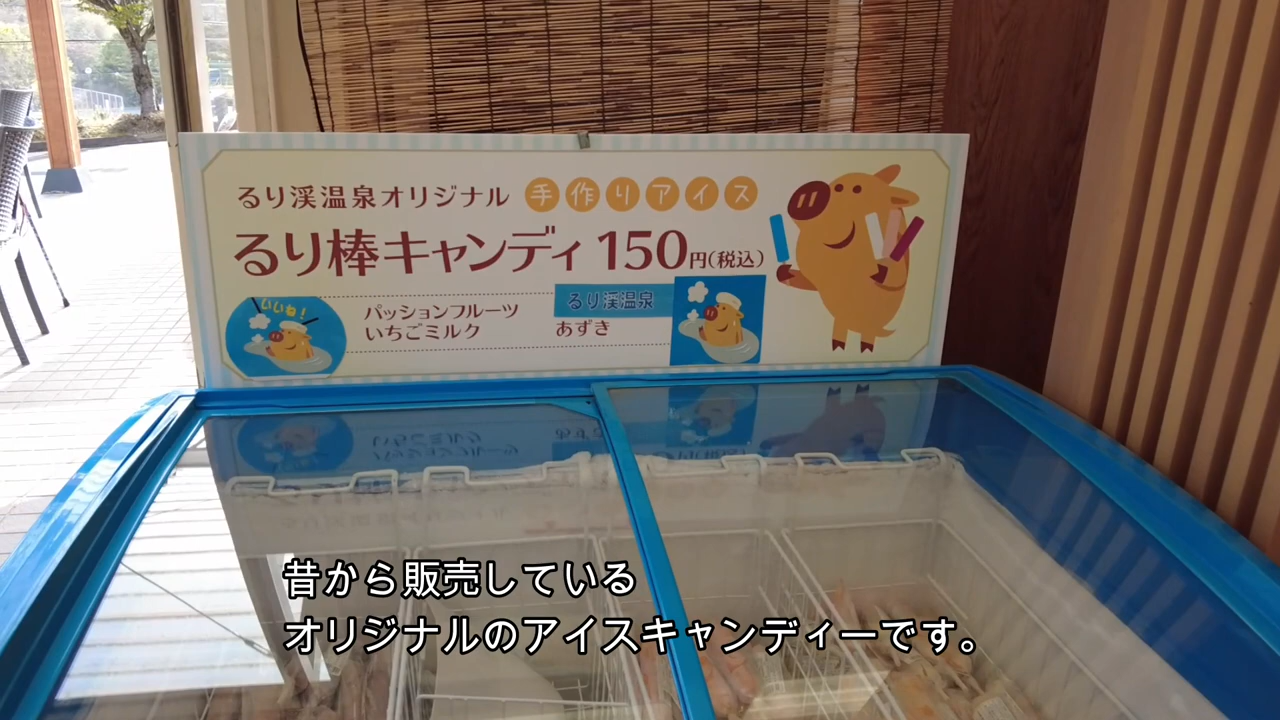 るり渓温泉オリジナル 手作りアイス
るり棒キャンディ 150円(税込)
いいね!
パッションフルーツ
いちごミルク
るり渓温泉
あずき
昔から販売している
オリジナルのアイスキャンディーです。